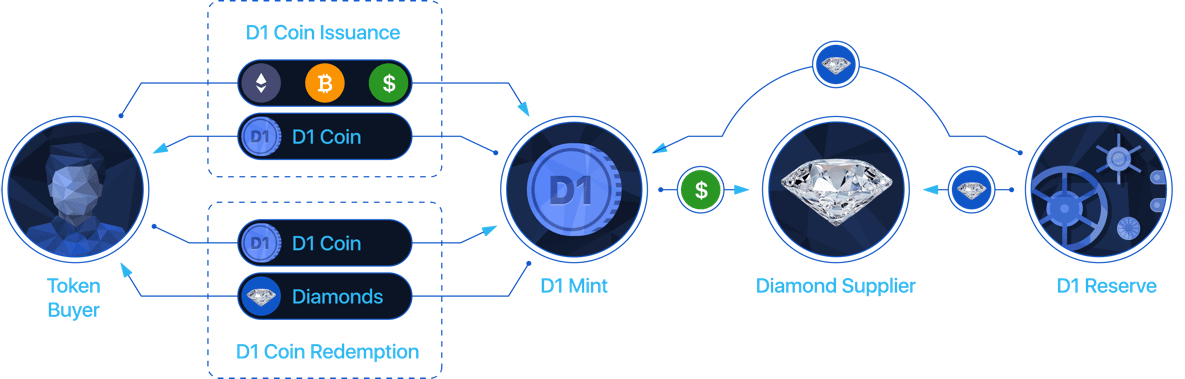 D1 Coin Issuance
$
D1
D1 Coin
D1
D1 Coin
Diamonds
D1 Coin Redemption
Token
Buyer
D1
D1 Mint
$
Diamond Supplier
D1 Reserve